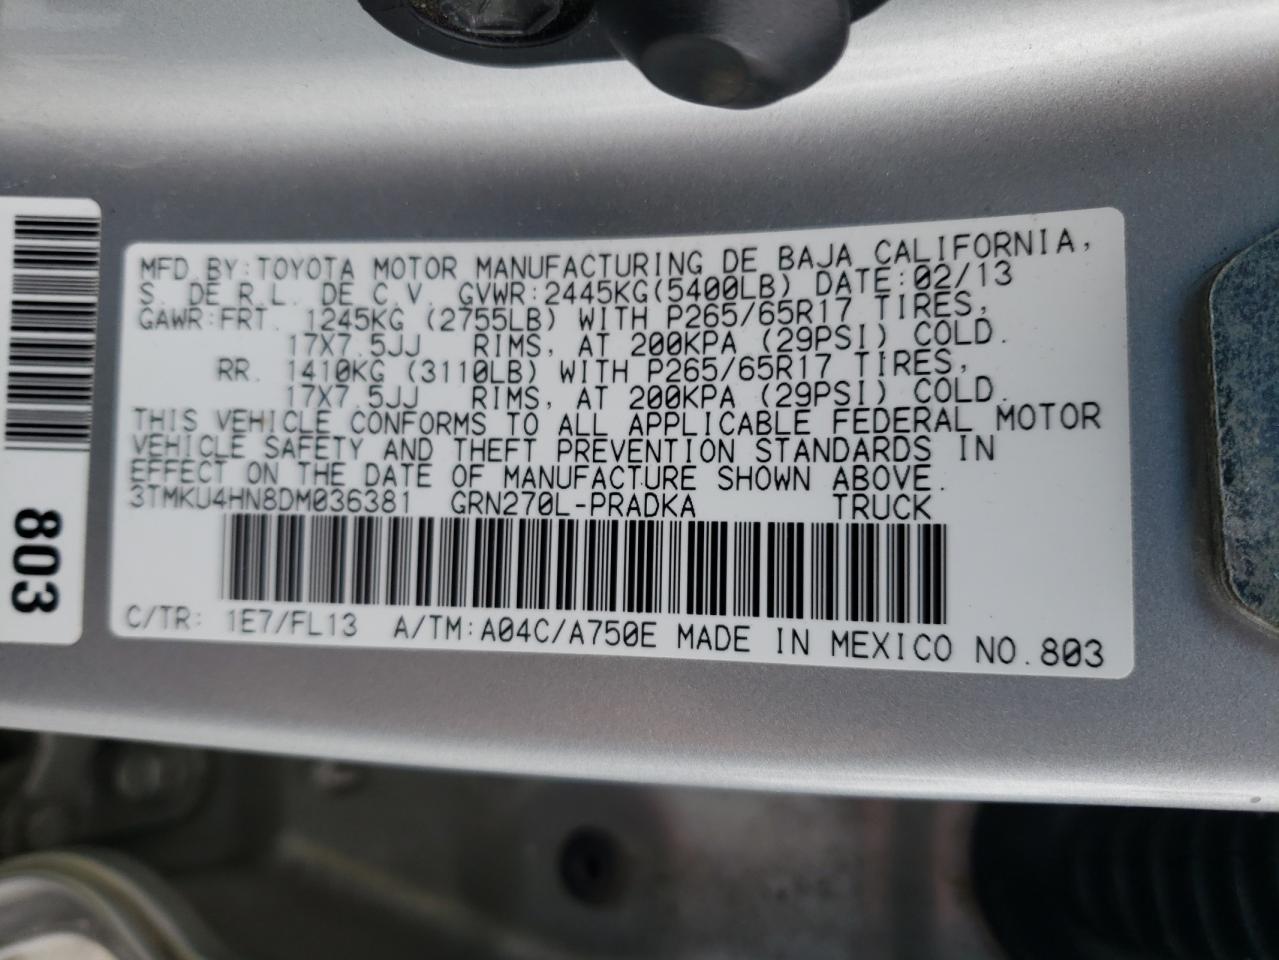 MFD. BY: TOYOTA MOTOR MANUFACTURING DE BAJA CALIFORNIA,
S. DE R.L. DE C.V. GVWR:2445KG(5400LB) DATE:02/13
GAWR:FRT. 1245KG (2755LB) WITH P265/65R17 TIRES,
17X7.5JJ RIMS, AT 200KPA (29PSI) COLD.
RR. 1410KG (3110LB) WITH P265/65R17 TIRES,
17X7.5JJ RIMS, AT 200KPA (29PSI) COLD.
THIS VEHICLE CONFORMS TO ALL APPLICABLE FEDERAL MOTOR
VEHICLE SAFETY AND THEFT PREVENTION STANDARDS IN
EFFECT ON THE DATE OF MANUFACTURE SHOWN ABOVE.
3TMKU4HN8DM036381 GRN270L-PRADKA TRUCK
C/TR: 1E7/FL13 A/TM:A04C/A750E MADE IN MEXICO NO.803
803